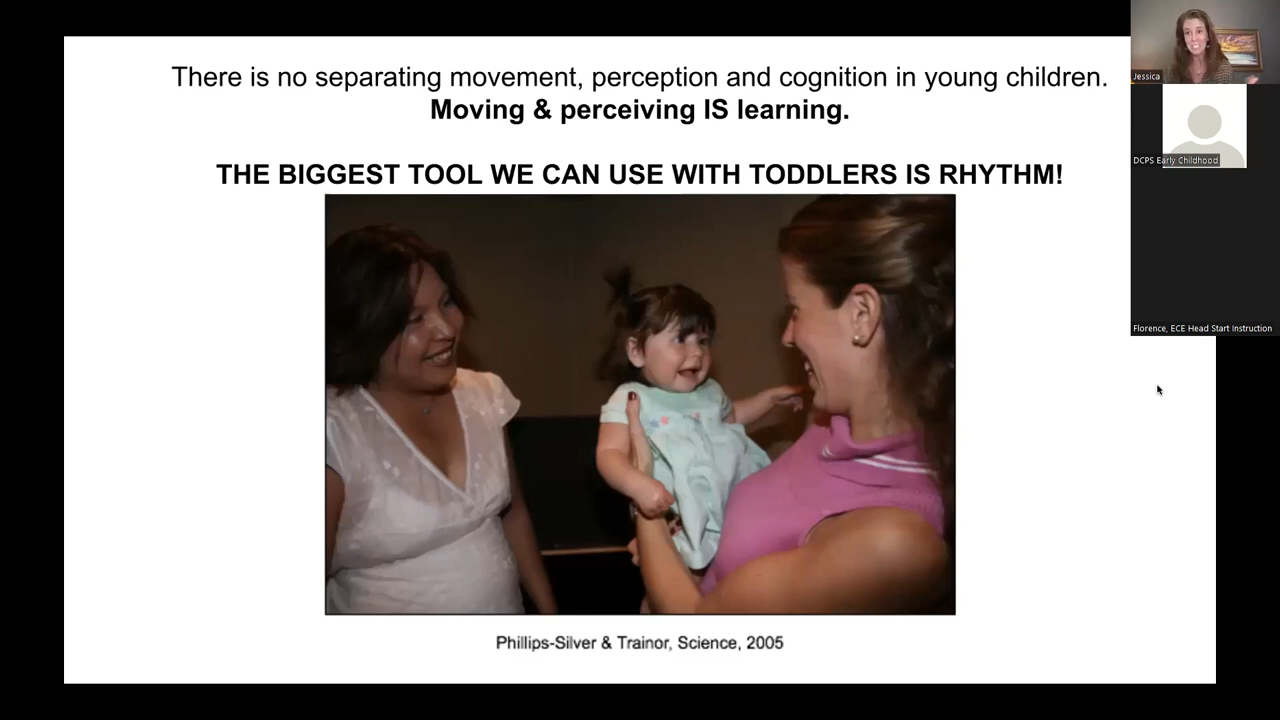 There is no separating movement, perception and cognition in young children.
Moving & perceiving IS learning.
THE BIGGEST TOOL WE CAN USE WITH TODDLERS IS RHYTHM!
Phillips-Silver & Trainor, Science, 2005
Jessica
DCPS Early Childhood
Florence, ECE Head Start Instruction